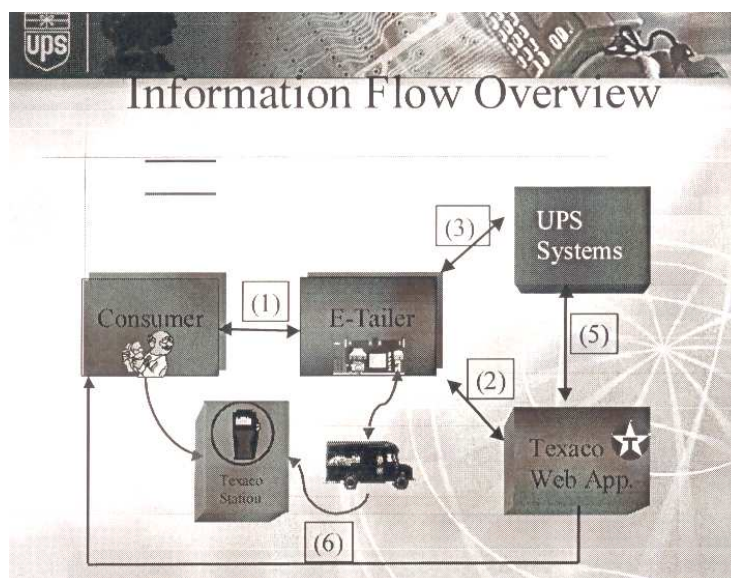 ups
Information Flow Overview
(3)
UPS
Systems
(1)
Consumer
E-Tailer
(5)
(2)
Texaco
Station
T
Texaco
Web App.
(6)